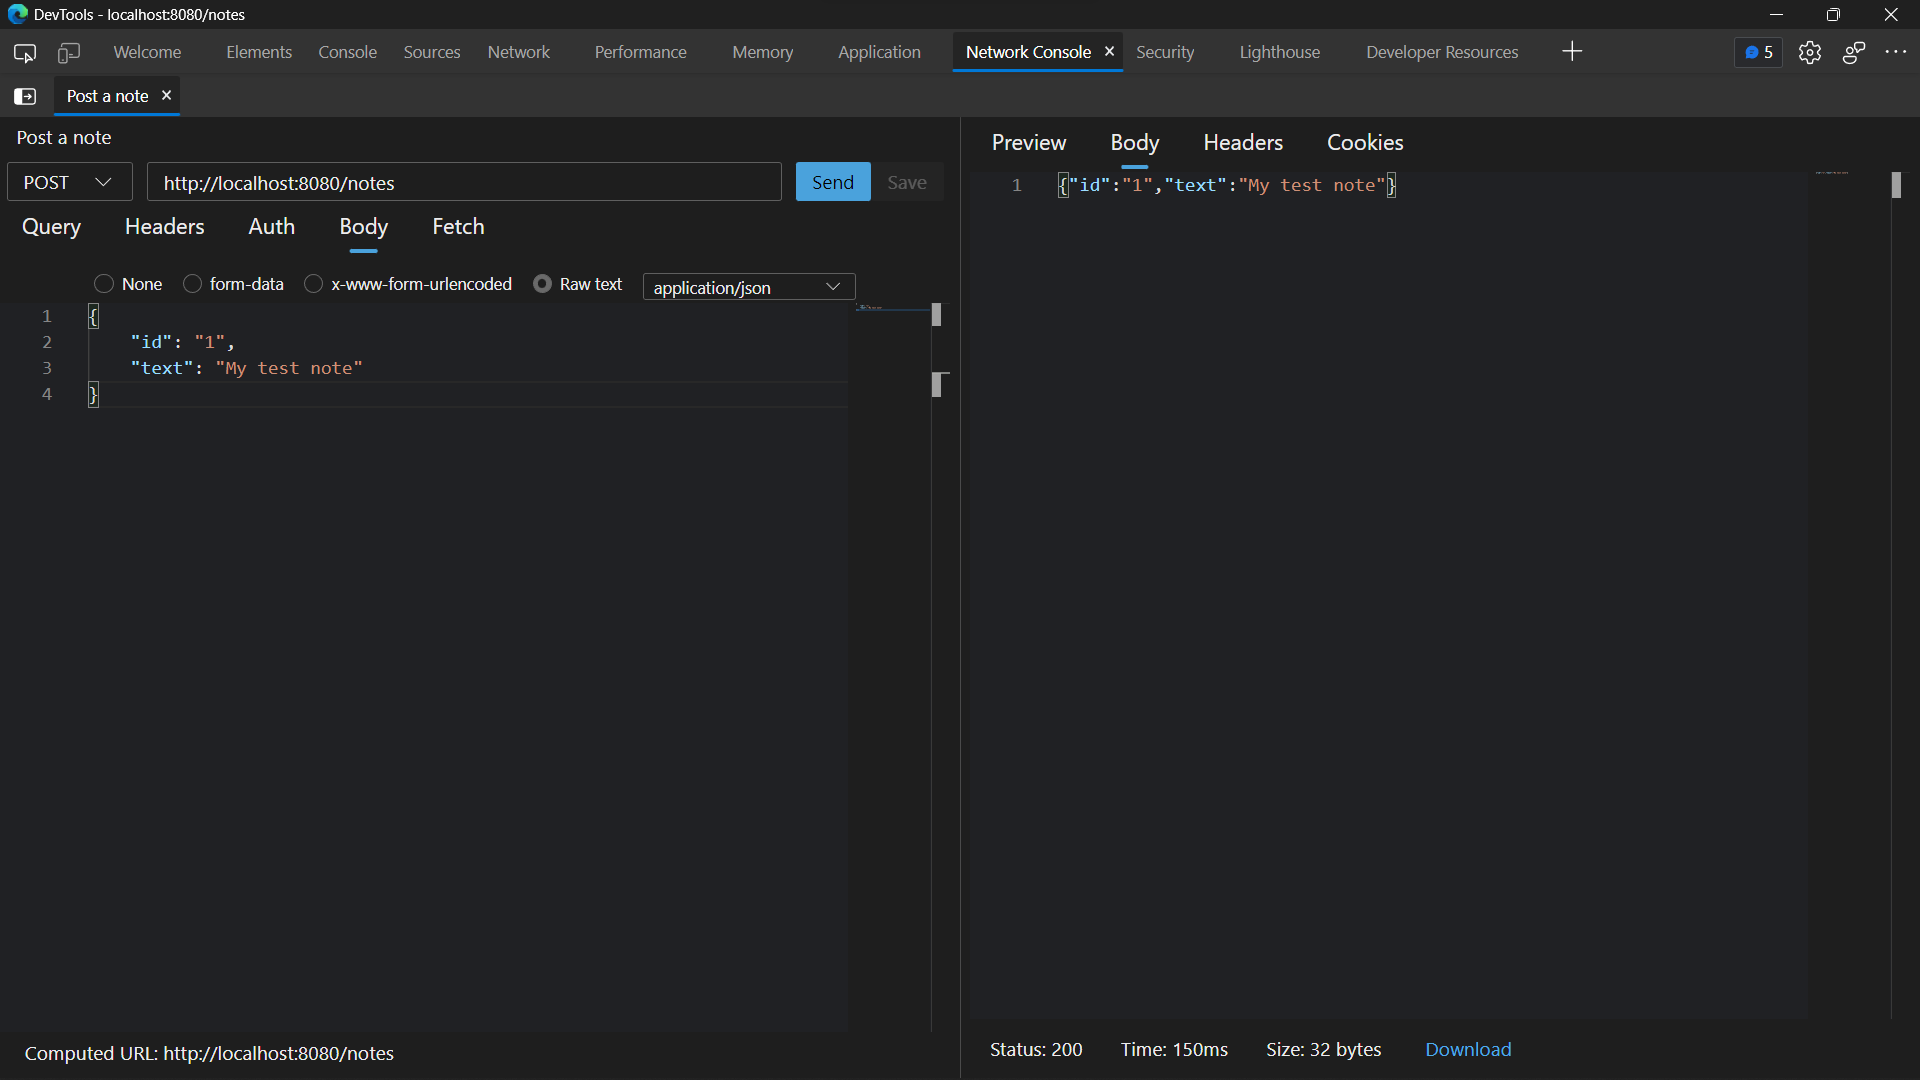 DevTools - localhost:8080/notes
Welcome Elements Console Sources Network Performance Memory Application Network Console Security Lighthouse Developer Resources 5
Post a note
Post a note
POST http://localhost:8080/notes Send Save
Query Headers Auth Body Fetch
None form-data x-www-form-urlencoded Raw text application/json
1 {
2 "id": "1",
3 "text": "My test note"
4 }
Computed URL: http://localhost:8080/notes
Preview Body Headers Cookies
1 {"id":"1","text":"My test note"}
Status: 200 Time: 150ms Size: 32 bytes Download